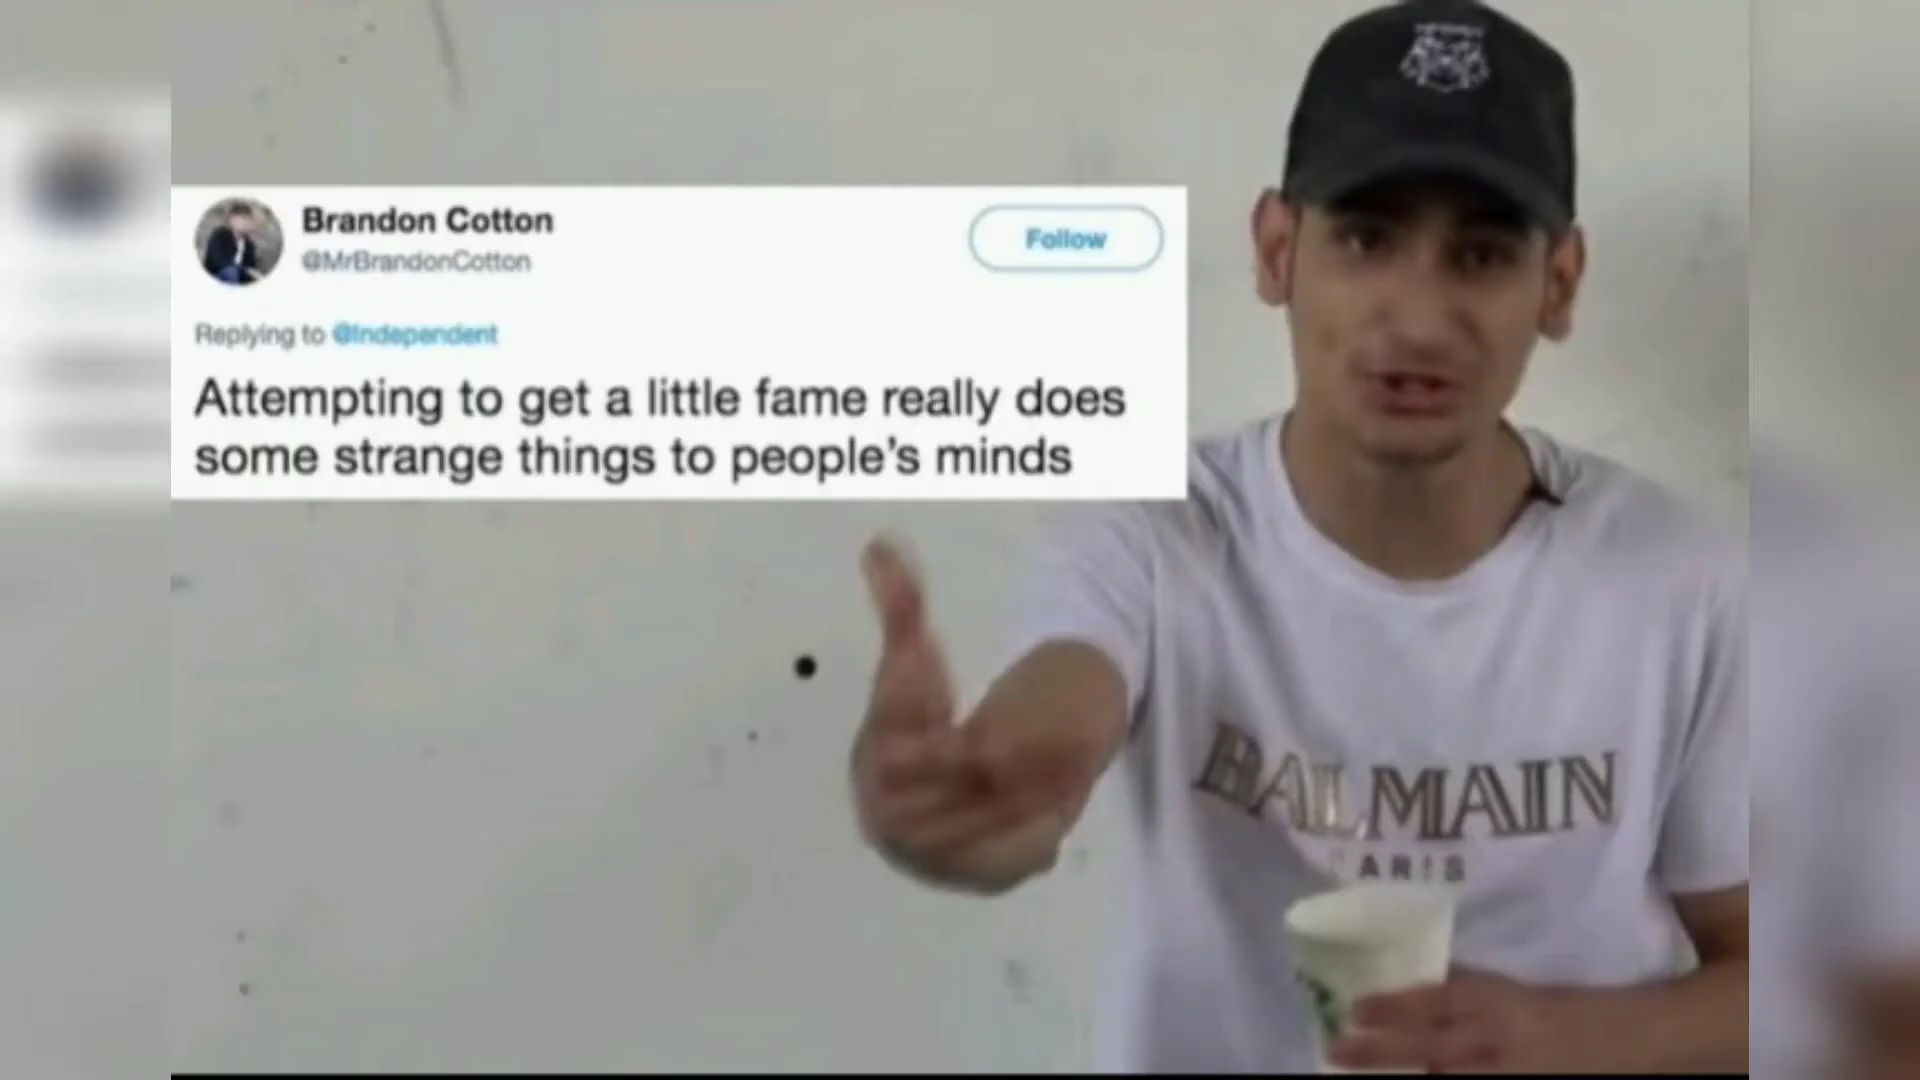 Brandon Cotton
@MrBrandonCotton
Follow
Replying to @Independent
Attempting to get a little fame really does
some strange things to people's minds
BALMAIN
PARIS